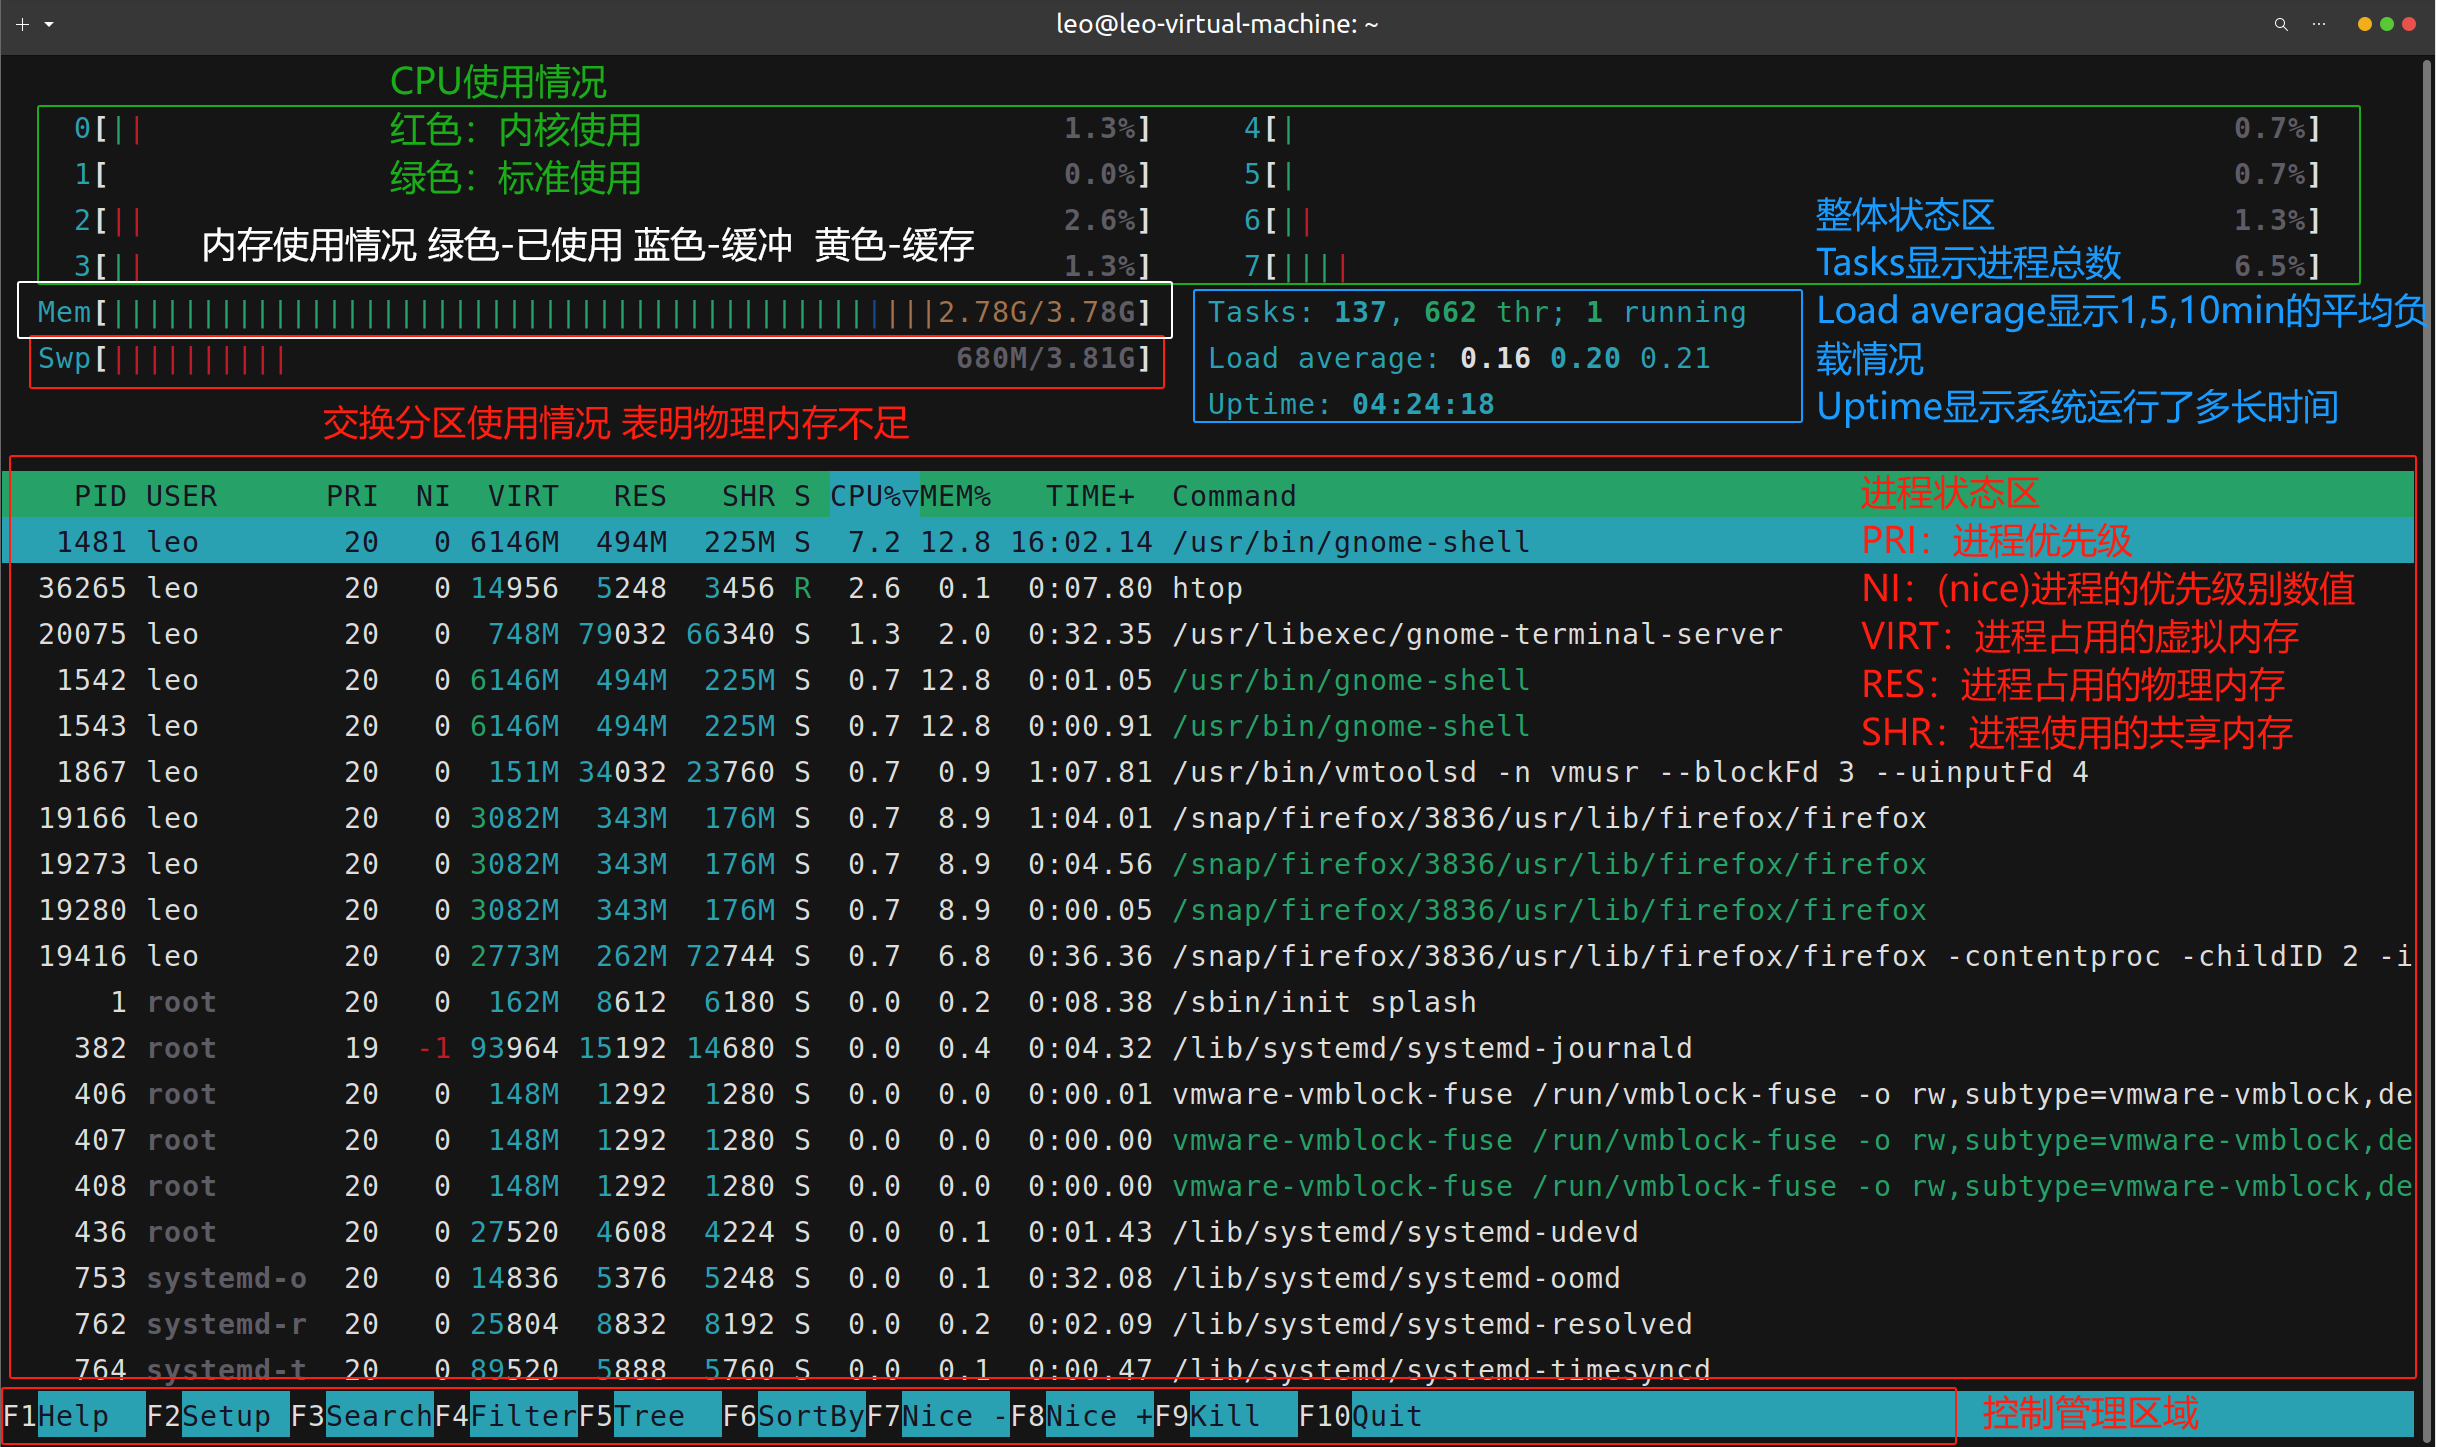 leo@leo-virtual-machine: ~
CPU使用情况
红色：内核使用
绿色：标准使用
0[|| 1.3%] 4[| 0.7%]
1[ 0.0%] 5[| 0.7%]
2[|| 2.6%] 6[|| 1.3%]
内存使用情况 绿色-已使用 蓝色-缓冲 黄色-缓存
3[|| 1.3%] 7[|||| 6.5%]
Mem[||||||||||||||||||||||||||||||||||||||||||||||2.78G/3.78G]
Swp[|||||||||| 680M/3.81G]
交换分区使用情况 表明物理内存不足
Tasks: 137, 662 thr; 1 running
Load average: 0.16 0.20 0.21
Uptime: 04:24:18
整体状态区
Tasks显示进程总数
Load average显示1,5,10min的平均负
载情况
Uptime显示系统运行了多长时间
PID USER PRI NI VIRT RES SHR S CPU%▽MEM% TIME+ Command
1481 leo 20 0 6146M 494M 225M S 7.2 12.8 16:02.14 /usr/bin/gnome-shell
36265 leo 20 0 14956 5248 3456 R 2.6 0.1 0:07.80 htop
20075 leo 20 0 748M 79032 66340 S 1.3 2.0 0:32.35 /usr/libexec/gnome-terminal-server
1542 leo 20 0 6146M 494M 225M S 0.7 12.8 0:01.05 /usr/bin/gnome-shell
1543 leo 20 0 6146M 494M 225M S 0.7 12.8 0:00.91 /usr/bin/gnome-shell
1867 leo 20 0 151M 34032 23760 S 0.7 0.9 1:07.81 /usr/bin/vmtoolsd -n vmusr --blockFd 3 --uinputFd 4
19166 leo 20 0 3082M 343M 176M S 0.7 8.9 1:04.01 /snap/firefox/3836/usr/lib/firefox/firefox
19273 leo 20 0 3082M 343M 176M S 0.7 8.9 0:04.56 /snap/firefox/3836/usr/lib/firefox/firefox
19280 leo 20 0 3082M 343M 176M S 0.7 8.9 0:00.05 /snap/firefox/3836/usr/lib/firefox/firefox
19416 leo 20 0 2773M 262M 72744 S 0.7 6.8 0:36.36 /snap/firefox/3836/usr/lib/firefox/firefox -contentproc -childID 2 -i
1 root 20 0 162M 8612 6180 S 0.0 0.2 0:08.38 /sbin/init splash
382 root 19 -1 93964 15192 14680 S 0.0 0.4 0:04.32 /lib/systemd/systemd-journald
406 root 20 0 148M 1292 1280 S 0.0 0.0 0:00.01 vmware-vmblock-fuse /run/vmblock-fuse -o rw,subtype=vmware-vmblock,de
407 root 20 0 148M 1292 1280 S 0.0 0.0 0:00.00 vmware-vmblock-fuse /run/vmblock-fuse -o rw,subtype=vmware-vmblock,de
408 root 20 0 148M 1292 1280 S 0.0 0.0 0:00.00 vmware-vmblock-fuse /run/vmblock-fuse -o rw,subtype=vmware-vmblock,de
436 root 20 0 27520 4608 4224 S 0.0 0.1 0:01.43 /lib/systemd/systemd-udevd
753 systemd-o 20 0 14836 5376 5248 S 0.0 0.1 0:32.08 /lib/systemd/systemd-oomd
762 systemd-r 20 0 25804 8832 8192 S 0.0 0.2 0:02.09 /lib/systemd/systemd-resolved
764 systemd-t 20 0 89520 5888 5760 S 0.0 0.1 0:00.47 /lib/systemd/systemd-timesyncd
进程状态区
PRI：进程优先级
NI：(nice)进程的优先级别数值
VIRT：进程占用的虚拟内存
RES：进程占用的物理内存
SHR：进程使用的共享内存
F1Help F2Setup F3SearchF4FilterF5Tree F6SortByF7Nice -F8Nice +F9Kill F10Quit
控制管理区域